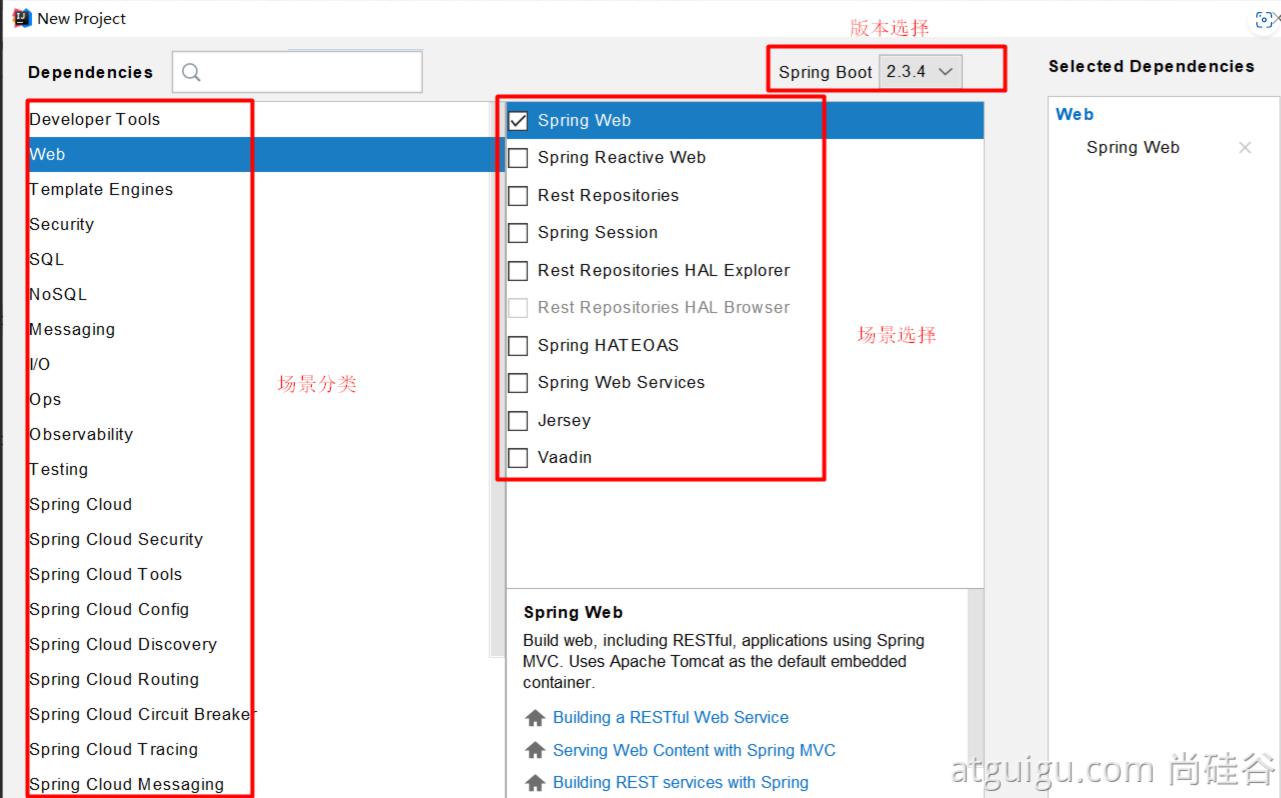 New Project
版本选择
Dependencies
Spring Boot 2.3.4
Selected Dependencies
Developer Tools
Web
Template Engines
Security
SQL
NoSQL
Messaging
I/O
Ops
Observability
Testing
Spring Cloud
Spring Cloud Security
Spring Cloud Tools
Spring Cloud Config
Spring Cloud Discovery
Spring Cloud Routing
Spring Cloud Circuit Breaker
Spring Cloud Tracing
Spring Cloud Messaging
场景分类
Spring Web
Spring Reactive Web
Rest Repositories
Spring Session
Rest Repositories HAL Explorer
Rest Repositories HAL Browser
Spring HATEOAS
Spring Web Services
Jersey
Vaadin
场景选择
Spring Web
Build web, including RESTful, applications using Spring
MVC. Uses Apache Tomcat as the default embedded
container.
Building a RESTful Web Service
Serving Web Content with Spring MVC
Building REST services with Spring
Web
Spring Web
atguigu.com 尚硅谷